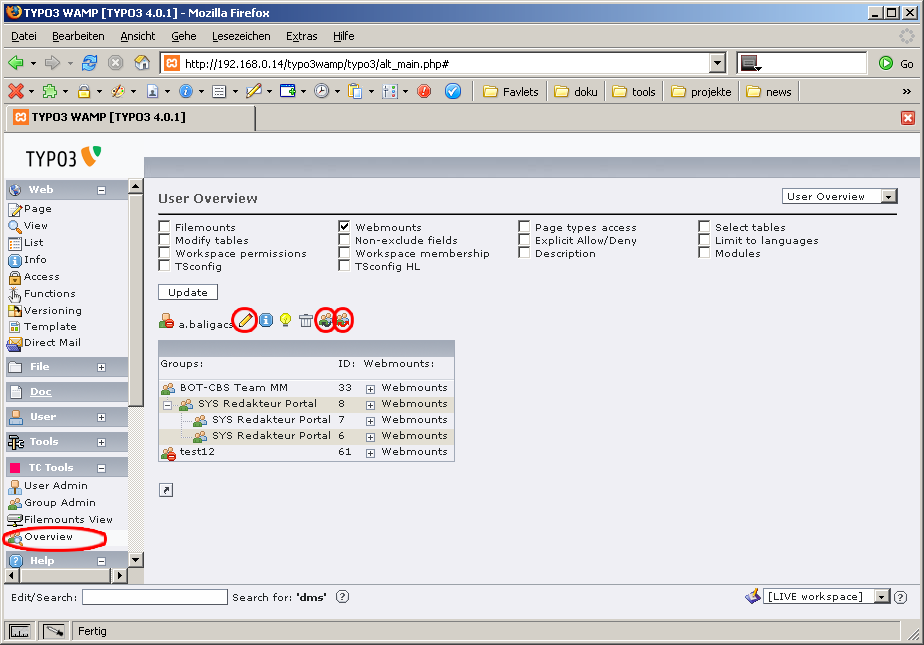 TYPO3 WAMP [TYPO3 4.0.1] - Mozilla Firefox
Datei Bearbeiten Ansicht Gehe Lesezeichen Extras Hilfe
http://192.168.0.14/typo3wamp/typo3/alt_main.php# Go
Favlets doku tools projekte news »
TYPO3 WAMP [TYPO3 4.0.1]
TYPO3
Web
Page
View
List
Info
Access
Functions
Versioning
Template
Direct Mail
File
Doc
User
Tools
TC Tools
User Admin
Group Admin
Filemounts View
Overview
Help
User Overview User Overview
Filemounts Webmounts Page types access Select tables
Modify tables Non-exclude fields Explicit Allow/Deny Limit to languages
Workspace permissions Workspace membership Description Modules
TSconfig TSconfig HL
Update
a.baligacs
Groups: ID: Webmounts:
BOT-CBS Team MM 33 Webmounts
SYS Redakteur Portal 8 Webmounts
SYS Redakteur Portal 7 Webmounts
SYS Redakteur Portal 6 Webmounts
test12 61 Webmounts
Edit/Search: Search for: 'dms' [LIVE workspace]
Fertig